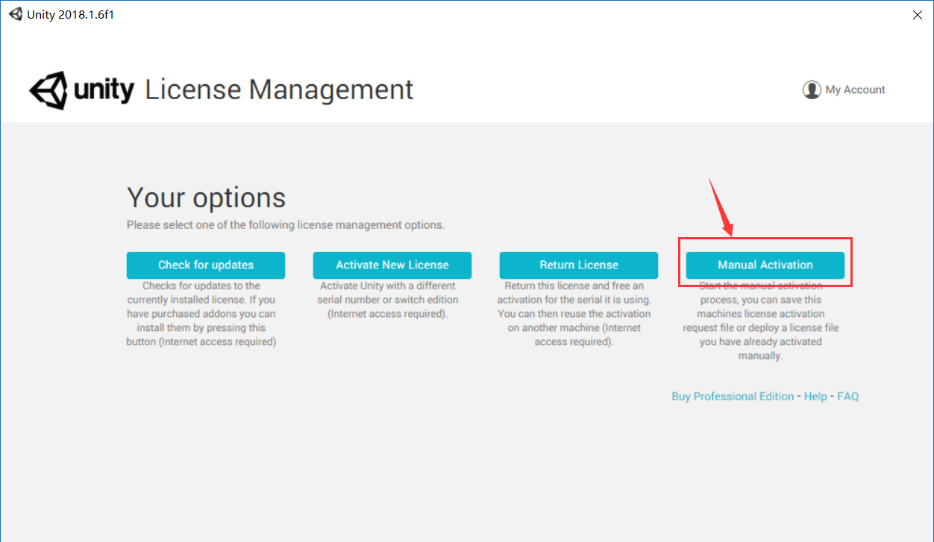 Unity 2018.1.6f1
unity License Management
My Account
Your options
Please select one of the following license management options.
Check for updates
Checks for updates to the
currently installed license. If you
have purchased addons you can
install them by pressing this
button (Internet access required)
Activate New License
Activate Unity with a different
serial number or switch edition
(Internet access required).
Return License
Return this license and free an
activation for the serial it is using.
You can then reuse the activation
on another machine (Internet
access required).
Manual Activation
Start the manual activation
process, you can save this
machines license activation
request file or deploy a license file
you have already activated
manually.
Buy Professional Edition - Help - FAQ